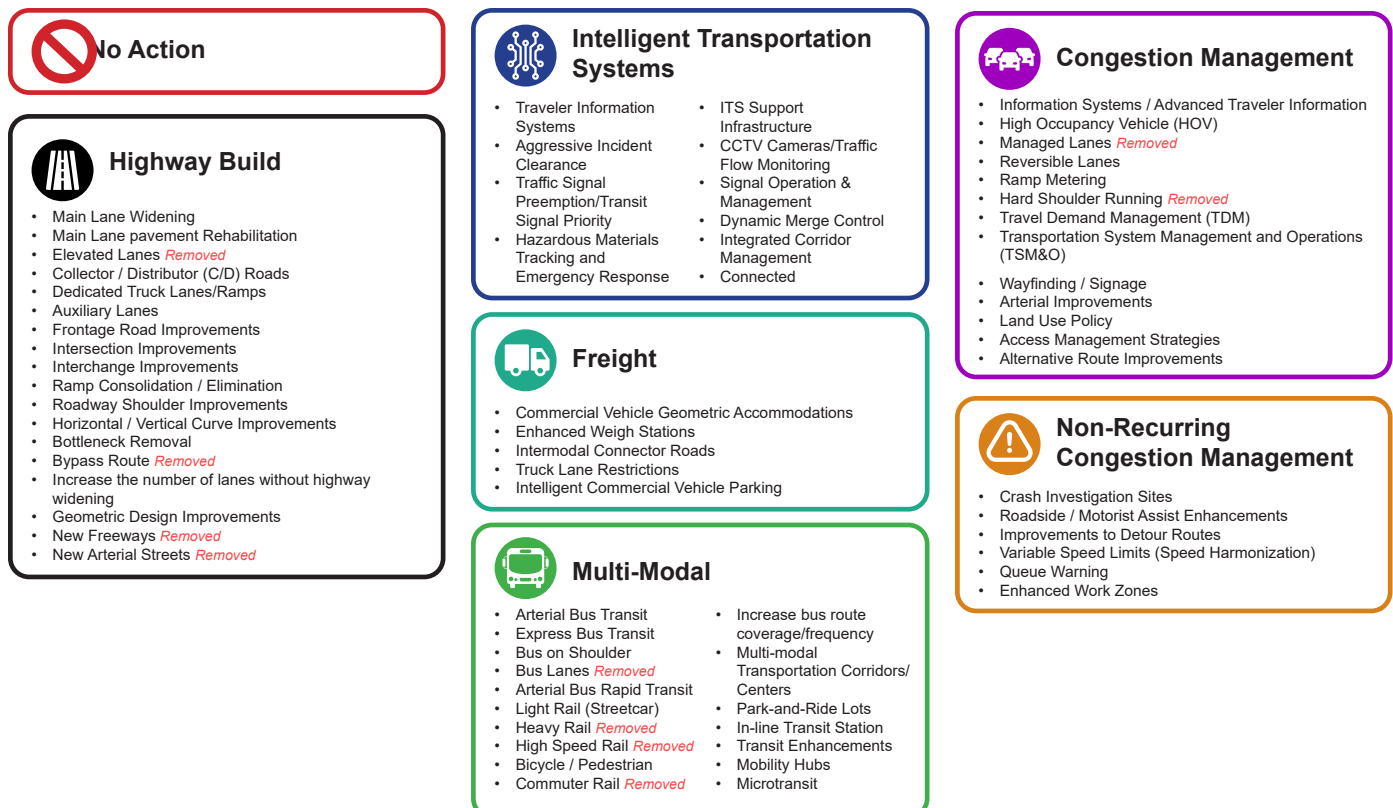 No Action
Highway Build
• Main Lane Widening
• Main Lane pavement Rehabilitation
• Elevated Lanes Removed
• Collector / Distributor (C/D) Roads
• Dedicated Truck Lanes/Ramps
• Auxiliary Lanes
• Frontage Road Improvements
• Intersection Improvements
• Interchange Improvements
• Ramp Consolidation / Elimination
• Roadway Shoulder Improvements
• Horizontal / Vertical Curve Improvements
• Bottleneck Removal
• Bypass Route Removed
• Increase the number of lanes without highway
widening
• Geometric Design Improvements
• New Freeways Removed
• New Arterial Streets Removed
Intelligent Transportation
Systems
• Traveler Information
Systems
• Aggressive Incident
Clearance
• Traffic Signal
Preemption/Transit
Signal Priority
• Hazardous Materials
Tracking and
Emergency Response
• ITS Support
Infrastructure
• CCTV Cameras/Traffic
Flow Monitoring
• Signal Operation &
Management
• Dynamic Merge Control
• Integrated Corridor
Management
• Connected
Freight
• Commercial Vehicle Geometric Accommodations
• Enhanced Weigh Stations
• Intermodal Connector Roads
• Truck Lane Restrictions
• Intelligent Commercial Vehicle Parking
Multi-Modal
• Arterial Bus Transit
• Express Bus Transit
• Bus on Shoulder
• Bus Lanes Removed
• Arterial Bus Rapid Transit
• Light Rail (Streetcar)
• Heavy Rail Removed
• High Speed Rail Removed
• Bicycle / Pedestrian
• Commuter Rail Removed
• Increase bus route
coverage/frequency
• Multi-modal
Transportation Corridors/
Centers
• Park-and-Ride Lots
• In-line Transit Station
• Transit Enhancements
• Mobility Hubs
• Microtransit
Congestion Management
• Information Systems / Advanced Traveler Information
• High Occupancy Vehicle (HOV)
• Managed Lanes Removed
• Reversible Lanes
• Ramp Metering
• Hard Shoulder Running Removed
• Travel Demand Management (TDM)
• Transportation System Management and Operations
(TSM&O)
• Wayfinding / Signage
• Arterial Improvements
• Land Use Policy
• Access Management Strategies
• Alternative Route Improvements
Non-Recurring
Congestion Management
• Crash Investigation Sites
• Roadside / Motorist Assist Enhancements
• Improvements to Detour Routes
• Variable Speed Limits (Speed Harmonization)
• Queue Warning
• Enhanced Work Zones